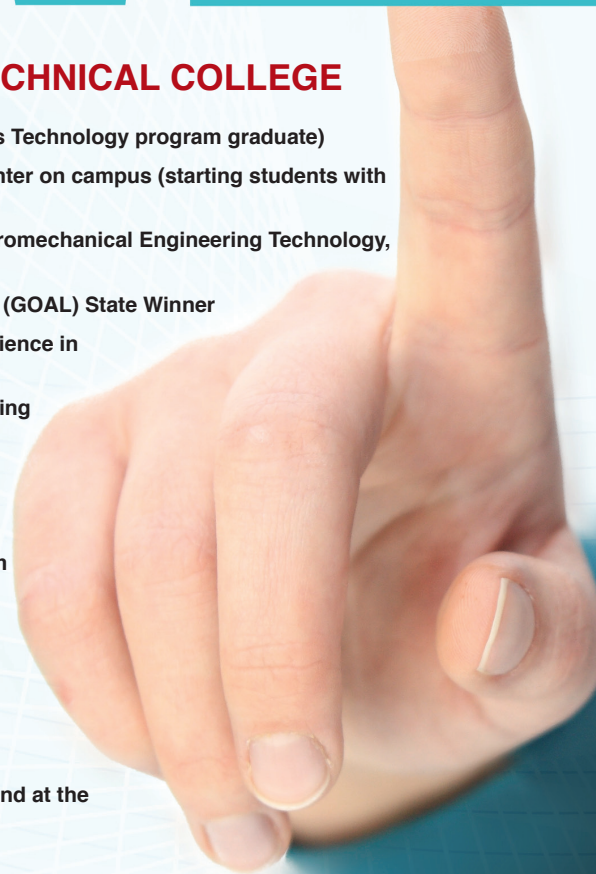 CHNICAL COLLEGE
s Technology program graduate)
nter on campus (starting students with
romechanical Engineering Technology,
(GOAL) State Winner
ience in
ing
n
nd at the